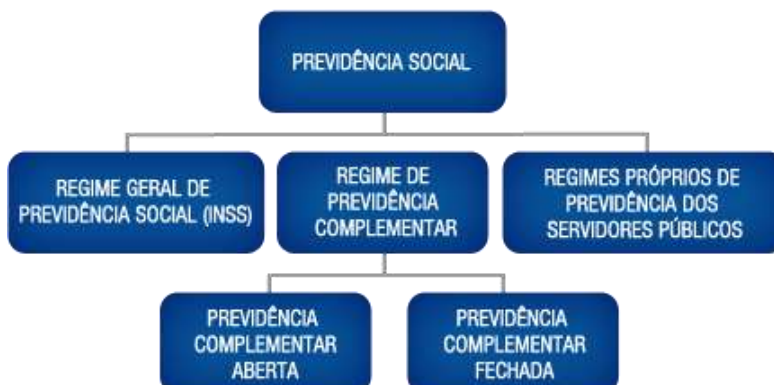 PREVIDÊNCIA SOCIAL
REGIME GERAL DE
PREVIDÊNCIA SOCIAL (INSS)
REGIME DE
PREVIDÊNCIA
COMPLEMENTAR
REGIMES PRÓPRIOS DE
PREVIDÊNCIA DOS
SERVIDORES PÚBLICOS
PREVIDÊNCIA
COMPLEMENTAR
ABERTA
PREVIDÊNCIA
COMPLEMENTAR
FECHADA